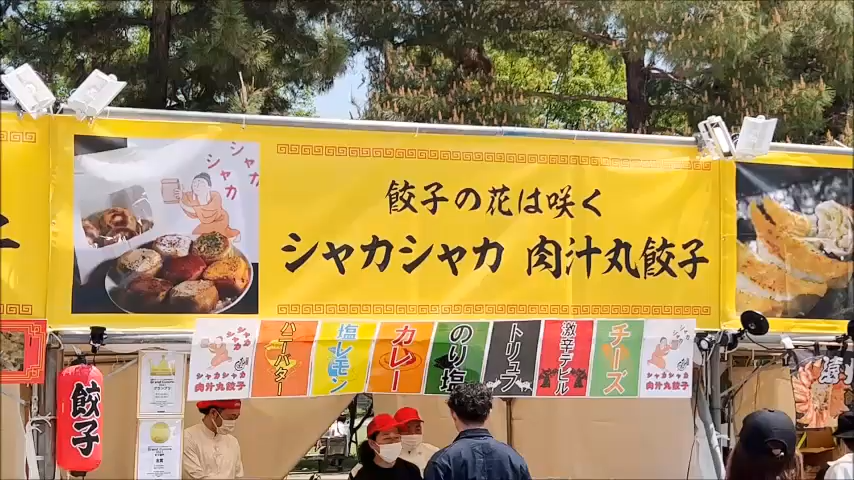 餃子の花は咲く
シャカシャカ 肉汁丸餃子
シャカ
シャカ
シャカシャカ
肉汁丸餃子
ハニーバター
塩レモン
カレー
のり塩
トリュフ
激辛デビル
チーズ
シャカシャカ
肉汁丸餃子
餃子